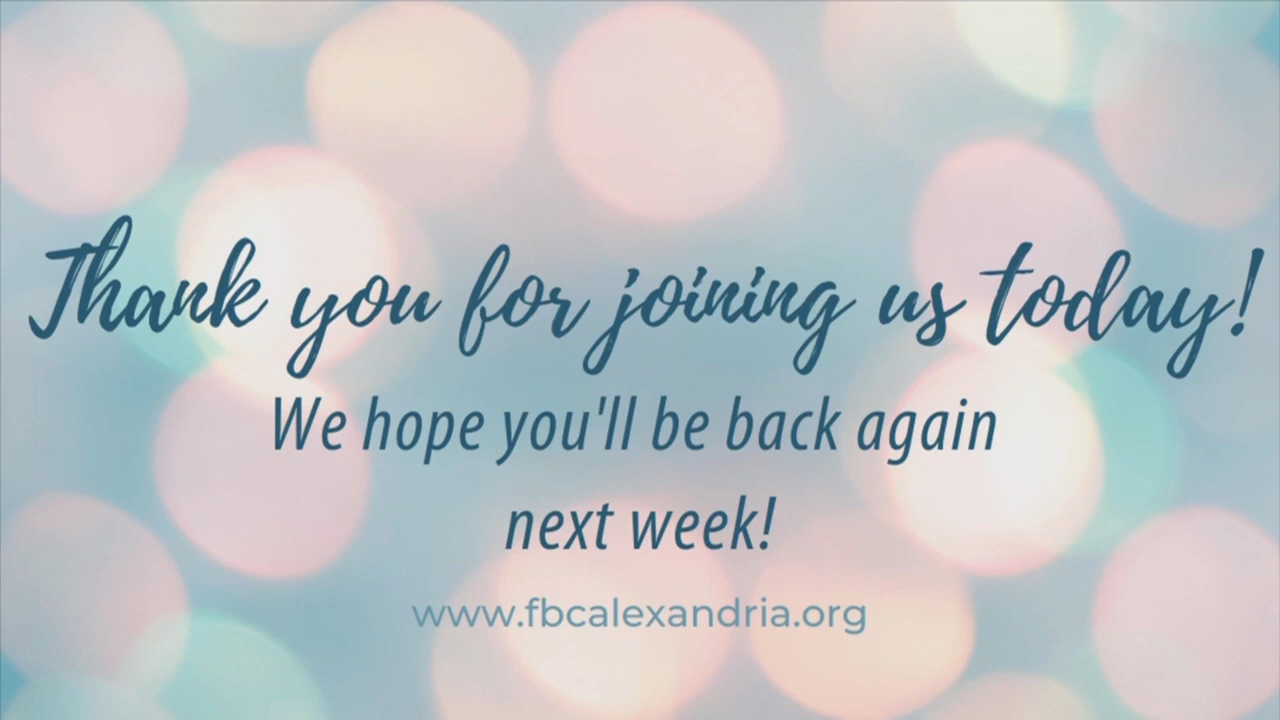 Thank you for joining us today!
We hope you'll be back again
next week!
www.fbcalexandria.org